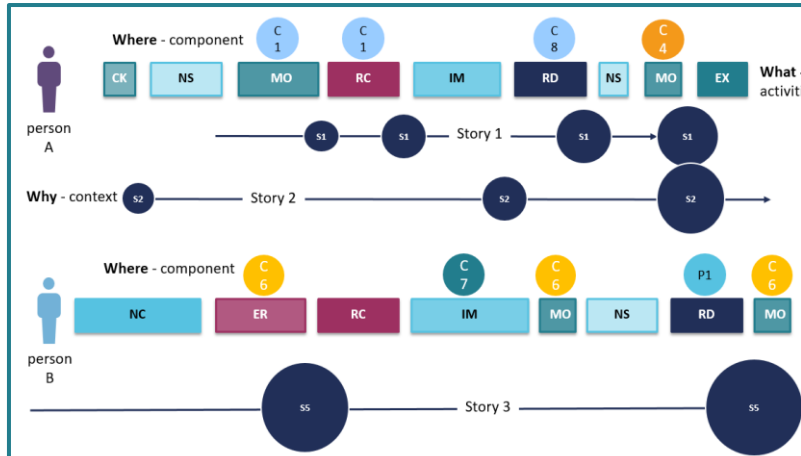 Where - component
C
1
C
1
C
8
C
4
CK
NS
MO
RC
IM
RD
NS
MO
EX
What -
activiti
person
A
S1
S1
Story 1
S1
S1
Why - context
S2
Story 2
S2
S2
Where - component
C
6
C
7
C
6
P1
C
6
NC
ER
RC
IM
MO
NS
RD
MO
person
B
S5
Story 3
S5